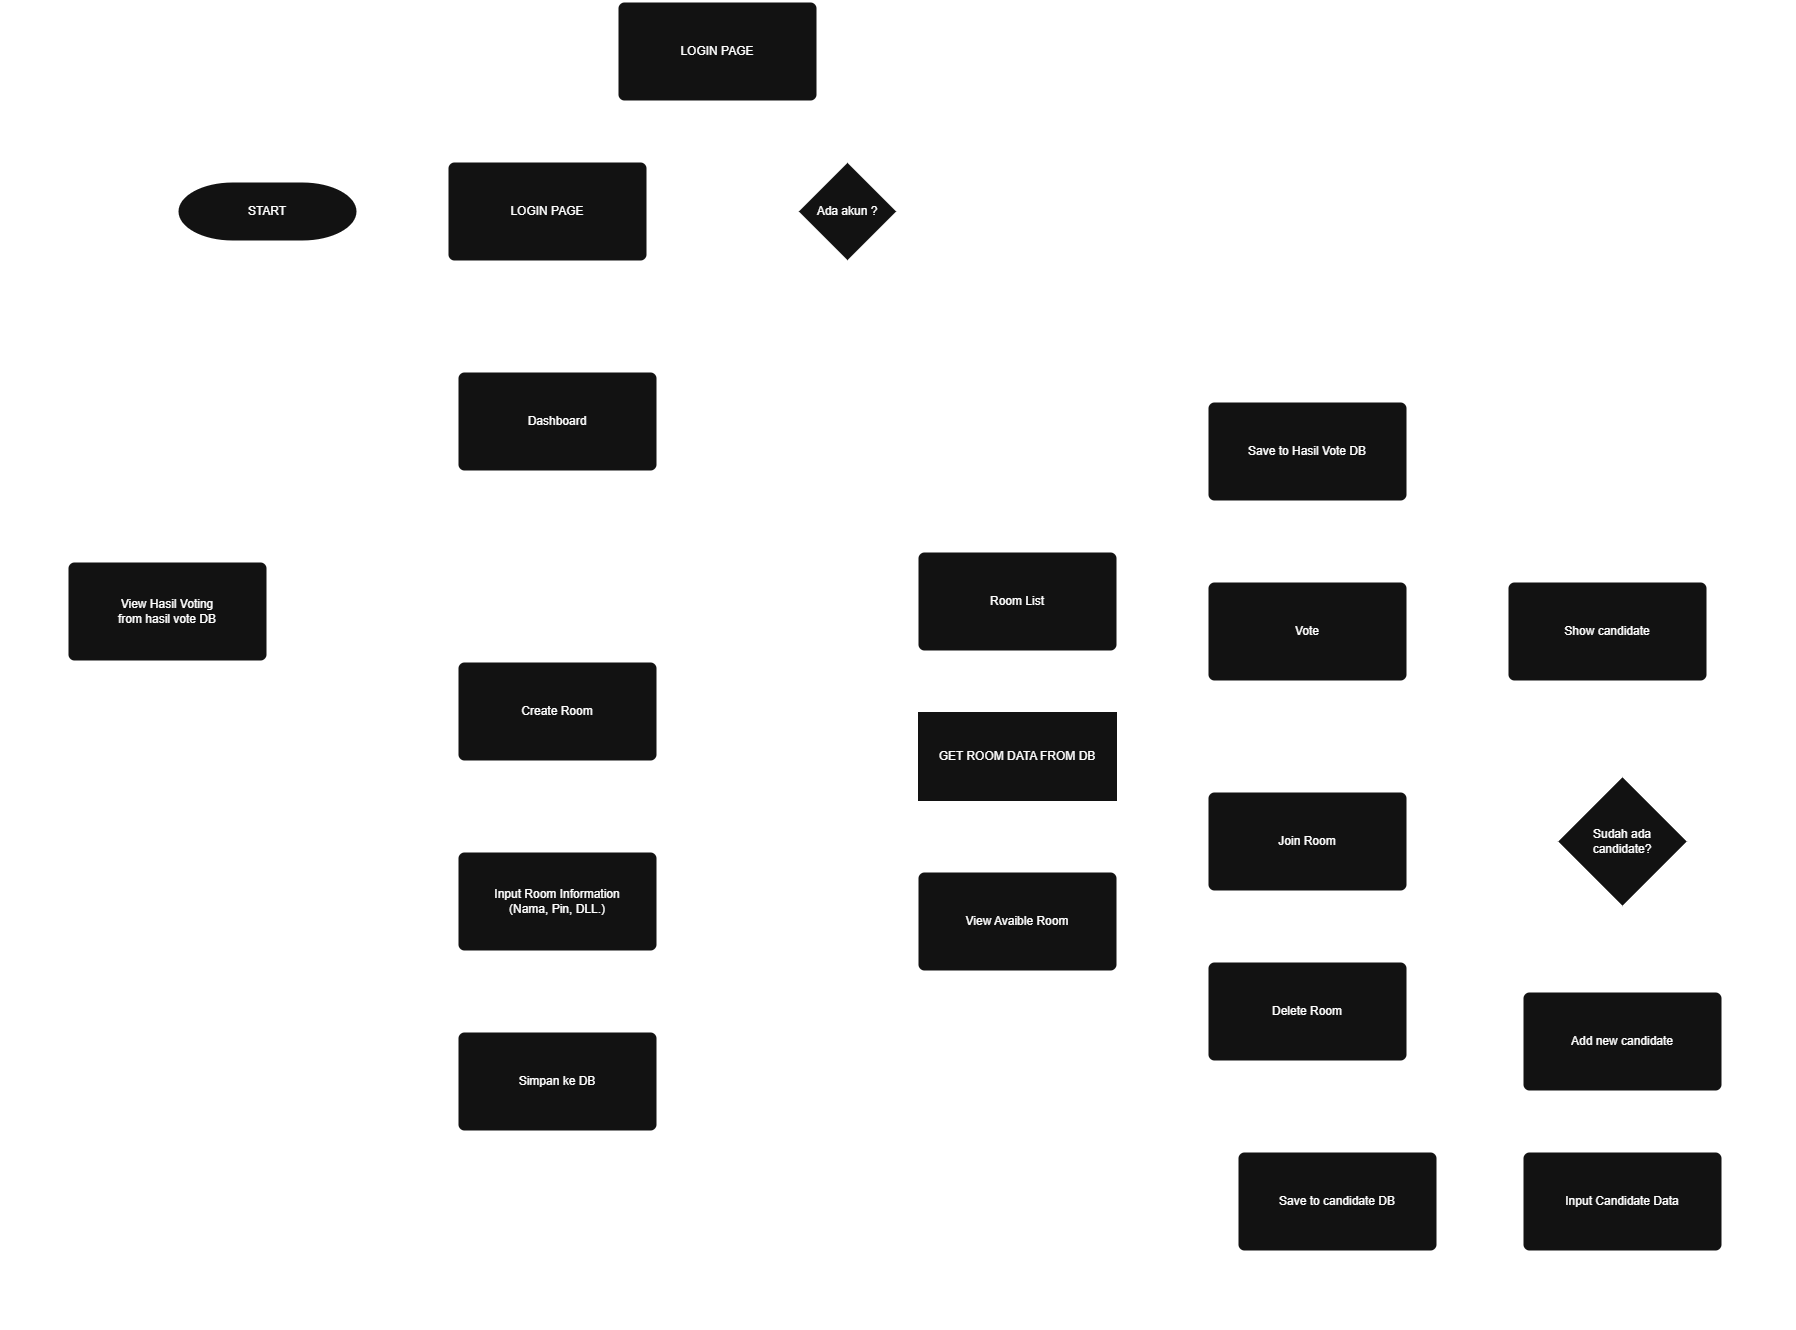 LOGIN PAGE
START
LOGIN PAGE
Ada akun ?
Dashboard
Save to Hasil Vote DB
View Hasil Voting
from hasil vote DB
Room List
Vote
Show candidate
Create Room
GET ROOM DATA FROM DB
Join Room
Sudah ada
candidate?
Input Room Information
(Nama, Pin, DLL.)
View Avaible Room
Delete Room
Add new candidate
Simpan ke DB
Save to candidate DB
Input Candidate Data